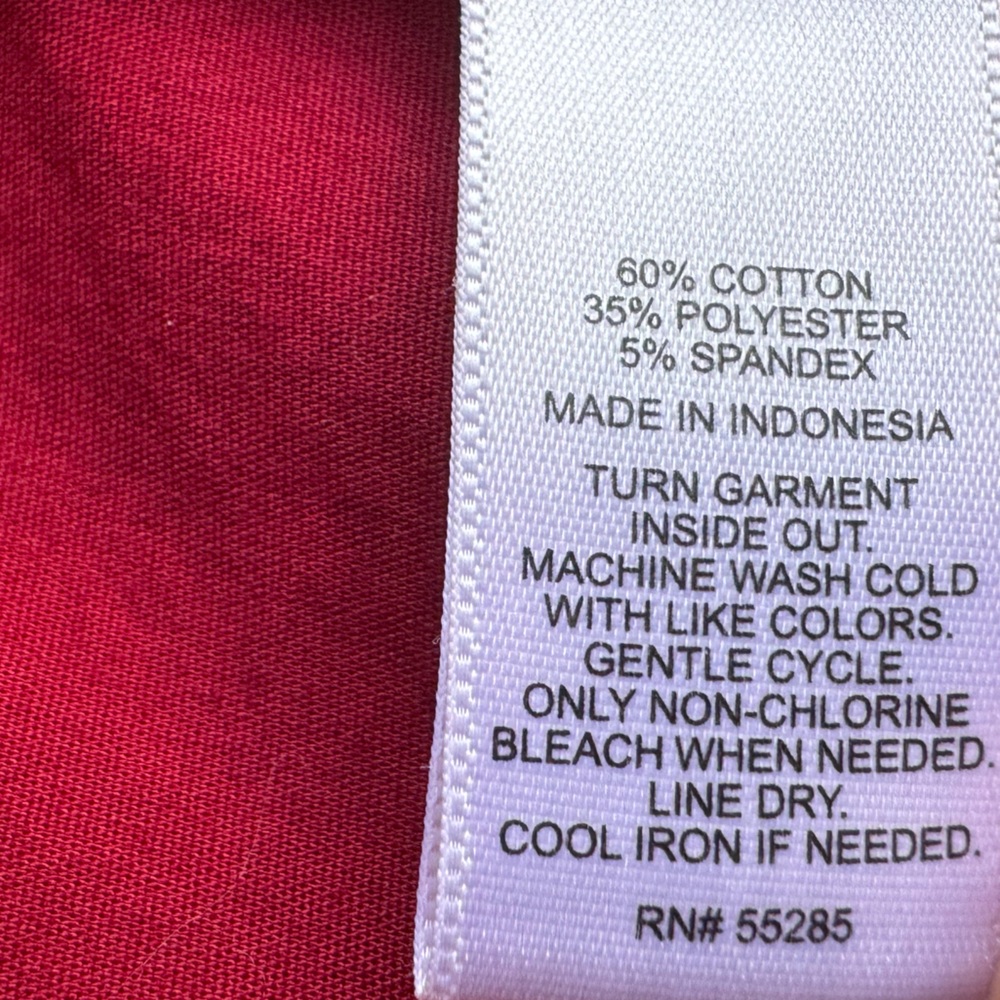 60% COTTON
35% POLYESTER
5% SPANDEX
MADE IN INDONESIA
TURN GARMENT
INSIDE OUT.
MACHINE WASH COLD
WITH LIKE COLORS.
GENTLE CYCLE.
ONLY NON-CHLORINE
BLEACH WHEN NEEDED.
LINE DRY.
COOL IRON IF NEEDED.
RN# 55285